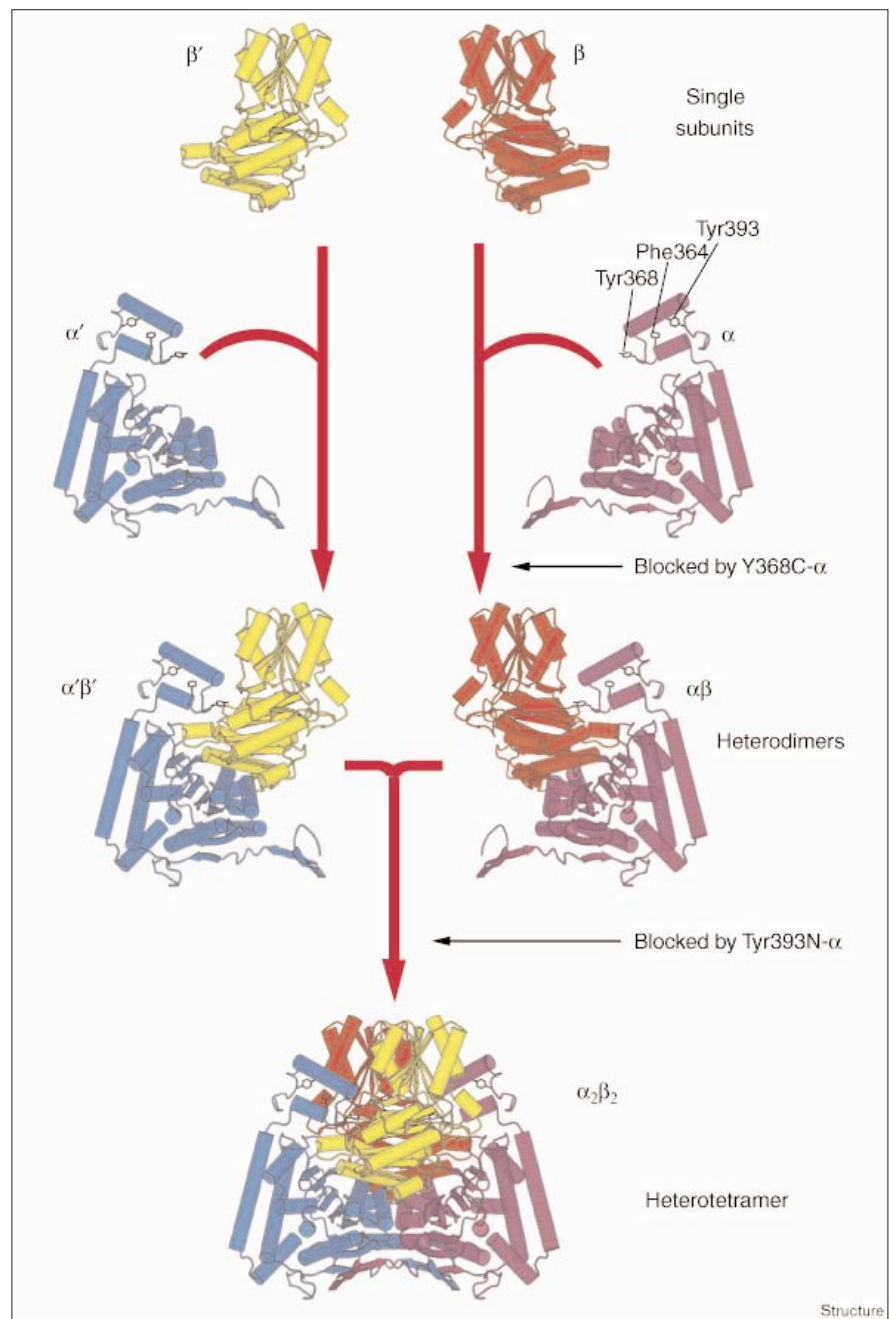 β′
β
Single
subunits
Tyr393
Phe364
Tyr368
α′
α
Blocked by Y368C-α
α′β′
αβ
Heterodimers
Blocked by Tyr393N-α
α₂β₂
Heterotetramer
Structure